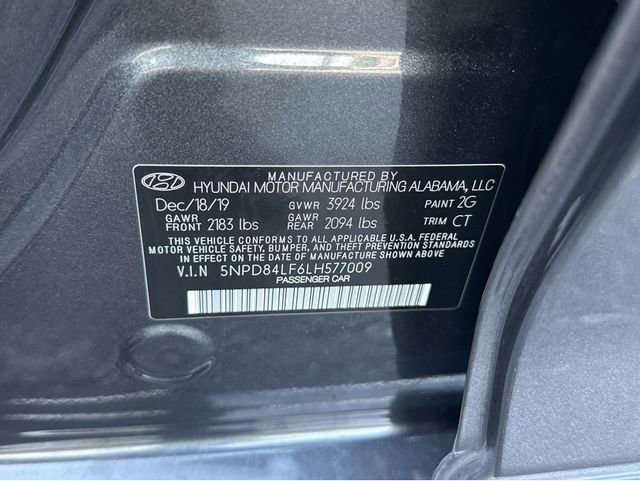 MANUFACTURED BY
HYUNDAI MOTOR MANUFACTURING ALABAMA, LLC
Dec/18/19 GVWR 3924 lbs PAINT 2G
GAWR FRONT 2183 lbs GAWR REAR 2094 lbs TRIM CT
THIS VEHICLE CONFORMS TO ALL APPLICABLE U.S.A. FEDERAL
MOTOR VEHICLE SAFETY, BUMPER, AND THEFT PREVENTION STANDARDS
IN EFFECT ON THE DATE OF MANUFACTURE SHOWN ABOVE
V.I.N 5NPD84LF6LH577009
PASSENGER CAR